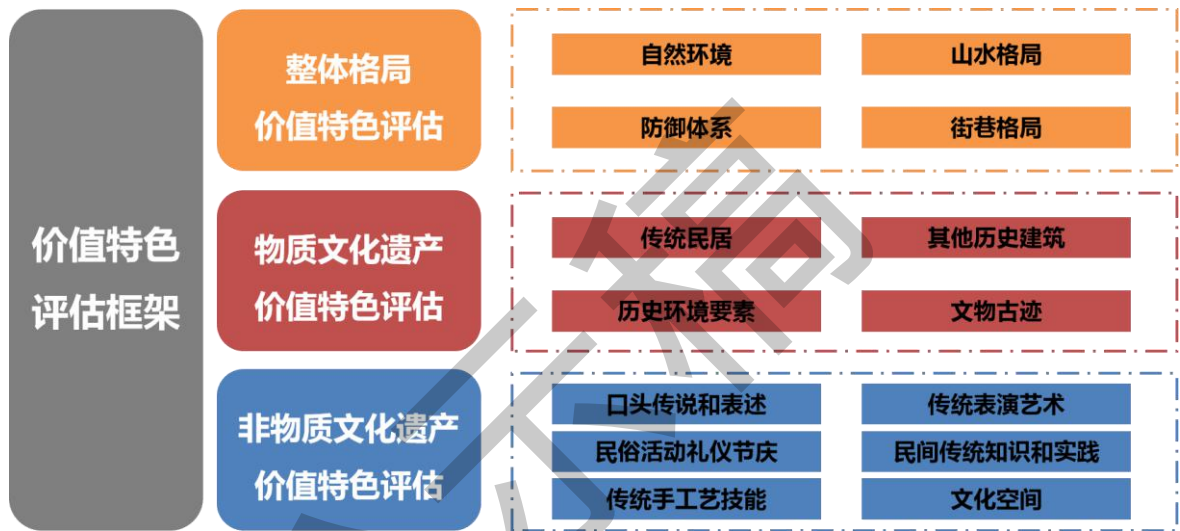 价值特色
评估框架
整体格局
价值特色评估
自然环境
山水格局
防御体系
街巷格局
物质文化遗产
价值特色评估
传统民居
其他历史建筑
历史环境要素
文物古迹
非物质文化遗产
价值特色评估
口头传说和表述
传统表演艺术
民俗活动礼仪节庆
民间传统知识和实践
传统手工艺技能
文化空间
示稿